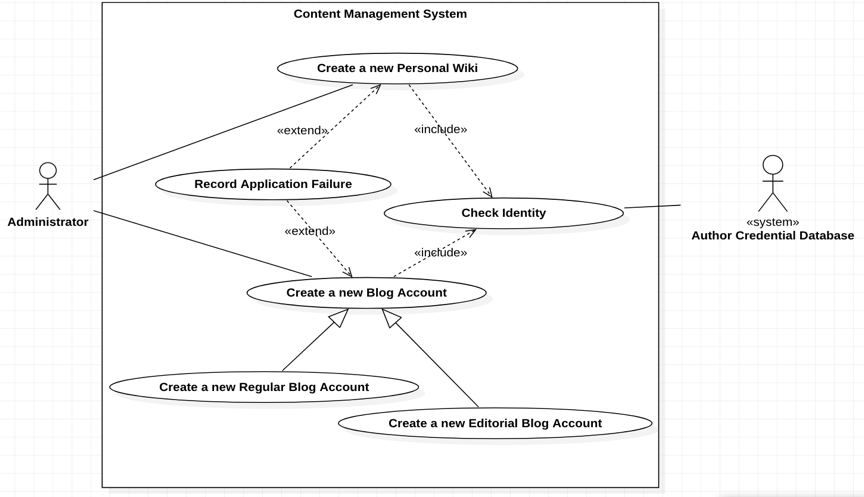 Content Management System
Create a new Personal Wiki
«extend»
«include»
Record Application Failure
Check Identity
Administrator
«system»
Author Credential Database
«extend»
«include»
Create a new Blog Account
Create a new Regular Blog Account
Create a new Editorial Blog Account